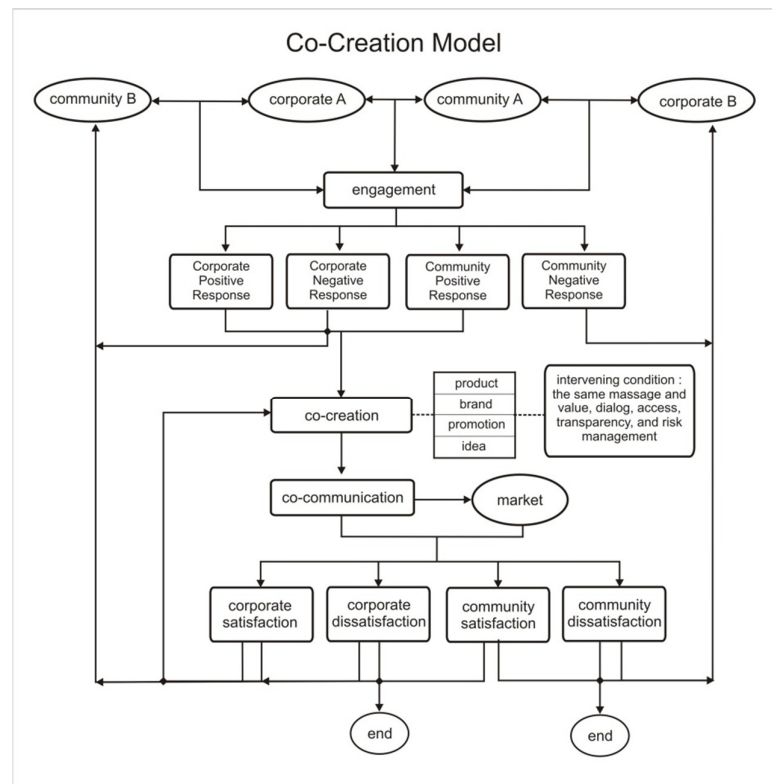 Co-Creation Model
community B
corporate A
community A
corporate B
engagement
Corporate
Positive
Response
Corporate
Negative
Response
Community
Positive
Response
Community
Negative
Response
co-creation
product
brand
promotion
idea
intervening condition :
the same massage and
value, dialog, access,
transparency, and risk
management
co-communication
market
corporate
satisfaction
corporate
dissatisfaction
community
satisfaction
community
dissatisfaction
end
end